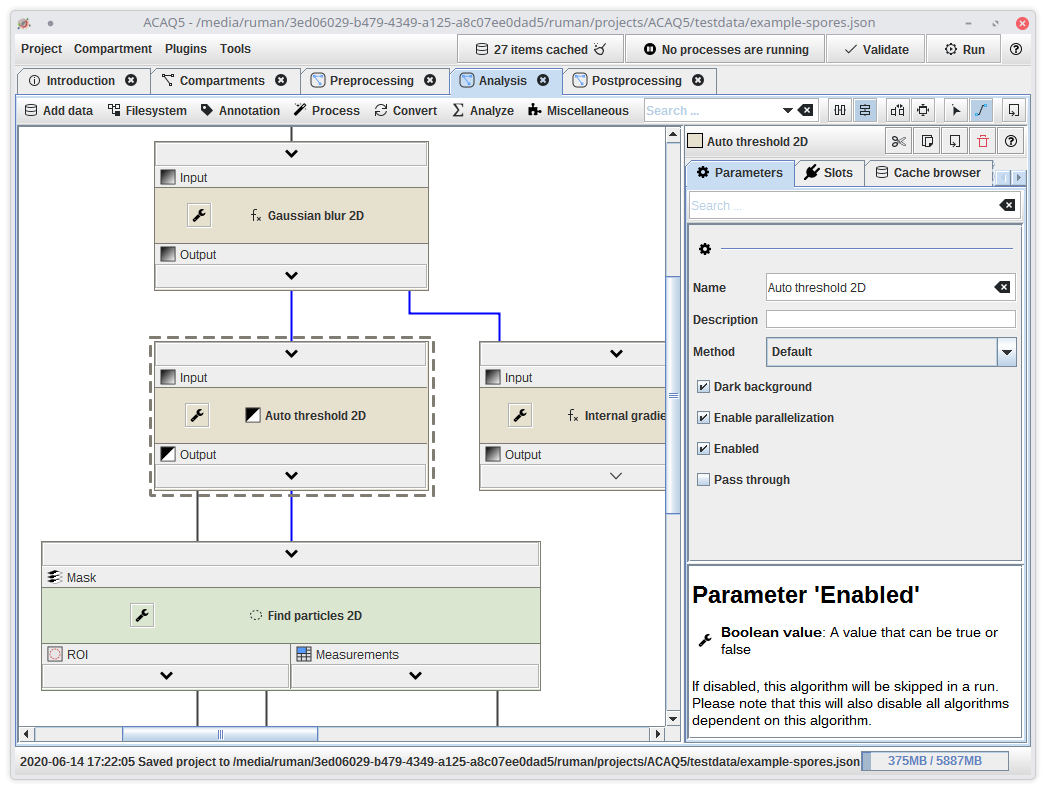 ACAQ5 - /media/ruman/3ed06029-b479-4349-a125-a8c07ee0dad5/ruman/projects/ACAQ5/testdata/example-spores.json
Project Compartment Plugins Tools 27 items cached No processes are running Validate Run
Introduction Compartments Preprocessing Analysis Postprocessing
Add data Filesystem Annotation Process Convert Analyze Miscellaneous Search ...
Auto threshold 2D
Parameters Slots Cache browser
Search ...
Name Auto threshold 2D
Description
Method Default
Dark background
Enable parallelization
Enabled
Pass through
Parameter 'Enabled'
Boolean value: A value that can be true or
false
If disabled, this algorithm will be skipped in a run.
Please note that this will also disable all algorithms
dependent on this algorithm.
Input
fx Gaussian blur 2D
Output
Input
Auto threshold 2D
Output
Input
fx Internal gradie
Output
Mask
Find particles 2D
ROI Measurements
2020-06-14 17:22:05 Saved project to /media/ruman/3ed06029-b479-4349-a125-a8c07ee0dad5/ruman/projects/ACAQ5/testdata/example-spores.json 375MB / 5887MB